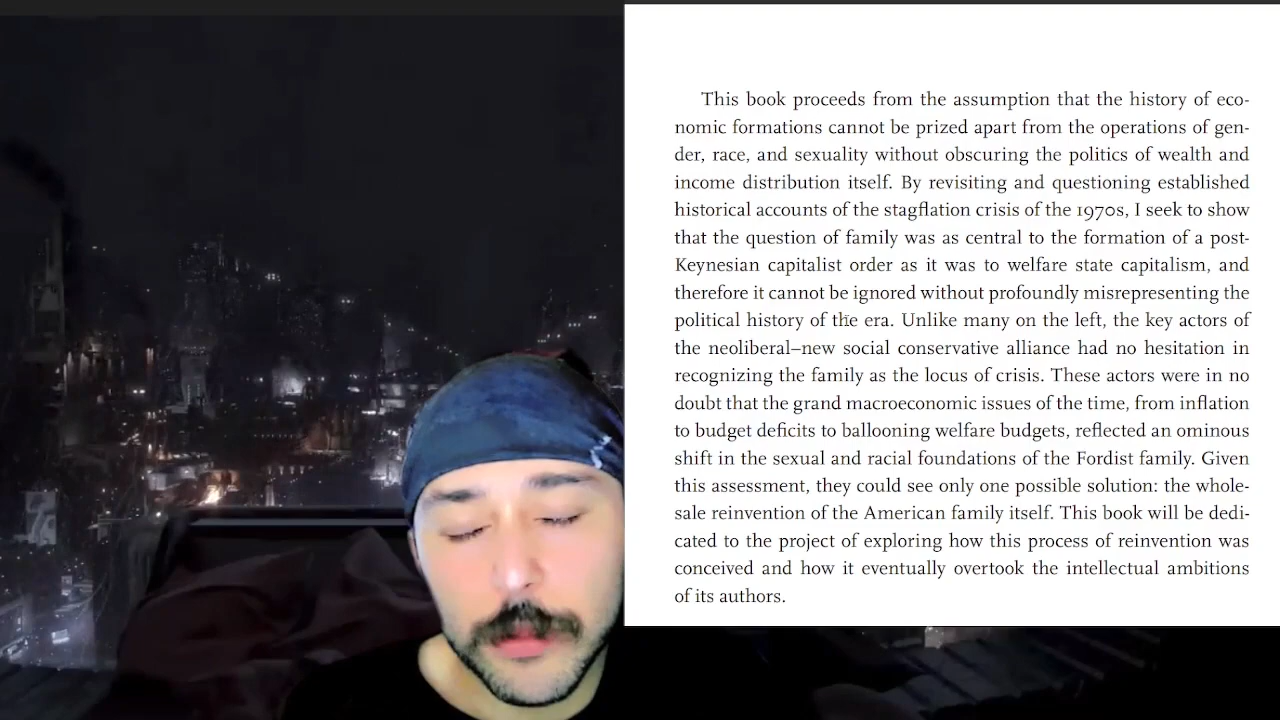 This book proceeds from the assumption that the history of eco-
nomic formations cannot be prized apart from the operations of gen-
der, race, and sexuality without obscuring the politics of wealth and
income distribution itself. By revisiting and questioning established
historical accounts of the stagflation crisis of the 1970s, I seek to show
that the question of family was as central to the formation of a post-
Keynesian capitalist order as it was to welfare state capitalism, and
therefore it cannot be ignored without profoundly misrepresenting the
political history of the era. Unlike many on the left, the key actors of
the neoliberal–new social conservative alliance had no hesitation in
recognizing the family as the locus of crisis. These actors were in no
doubt that the grand macroeconomic issues of the time, from inflation
to budget deficits to ballooning welfare budgets, reflected an ominous
shift in the sexual and racial foundations of the Fordist family. Given
this assessment, they could see only one possible solution: the whole-
sale reinvention of the American family itself. This book will be dedi-
cated to the project of exploring how this process of reinvention was
conceived and how it eventually overtook the intellectual ambitions
of its authors.